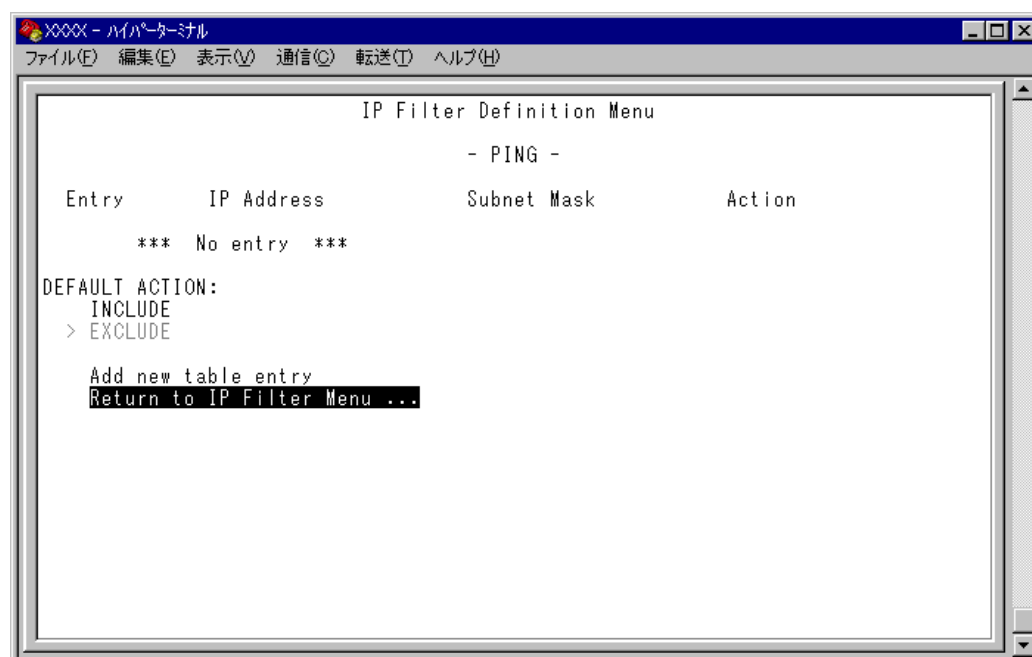 XXXX - ﾊｲﾊﾟｰﾀｰﾐﾅﾙ
ファイル(F) 編集(E) 表示(V) 通信(C) 転送(T) ヘルプ(H)
IP Filter Definition Menu
- PING -
Entry IP Address Subnet Mask Action
*** No entry ***
DEFAULT ACTION:
INCLUDE
> EXCLUDE
Add new table entry
Return to IP Filter Menu ...